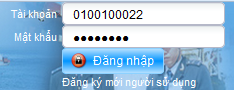 Tài khoản 0100100022
Mật khẩu ●●●●●●●●
Đăng nhập
Đăng ký mới người sử dụng